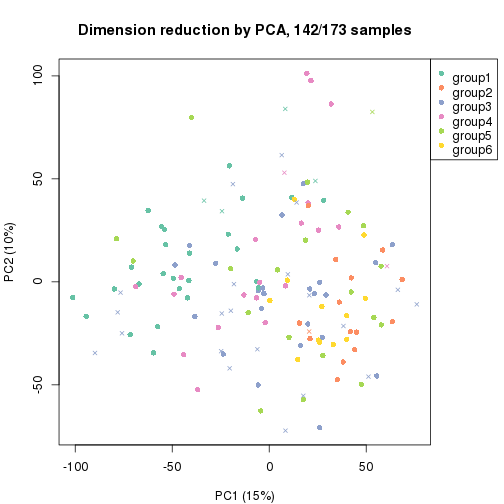 Dimension reduction by PCA, 142/173 samples
group1
group2
group3
group4
group5
group6
100
50
0
-50
PC2 (10%)
-100
-50
0
50
PC1 (15%)